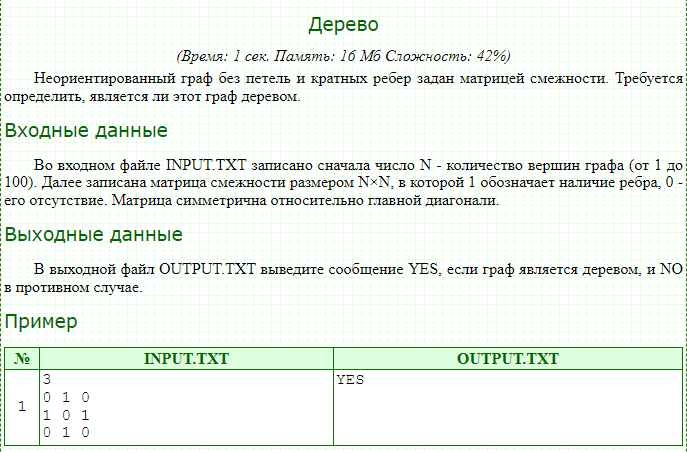 Дерево
(Время: 1 сек. Память: 16 Мб Сложность: 42%)
Неориентированный граф без петель и кратных ребер задан матрицей смежности. Требуется
определить, является ли этот граф деревом.
Входные данные
Во входном файле INPUT.TXT записано сначала число N - количество вершин графа (от 1 до
100). Далее записана матрица смежности размером N×N, в которой 1 обозначает наличие ребра, 0 -
его отсутствие. Матрица симметрична относительно главной диагонали.
Выходные данные
В выходной файл OUTPUT.TXT выведите сообщение YES, если граф является деревом, и NO
в противном случае.
Пример
№ INPUT.TXT OUTPUT.TXT
1 3 YES
0 1 0
1 0 1
0 1 0